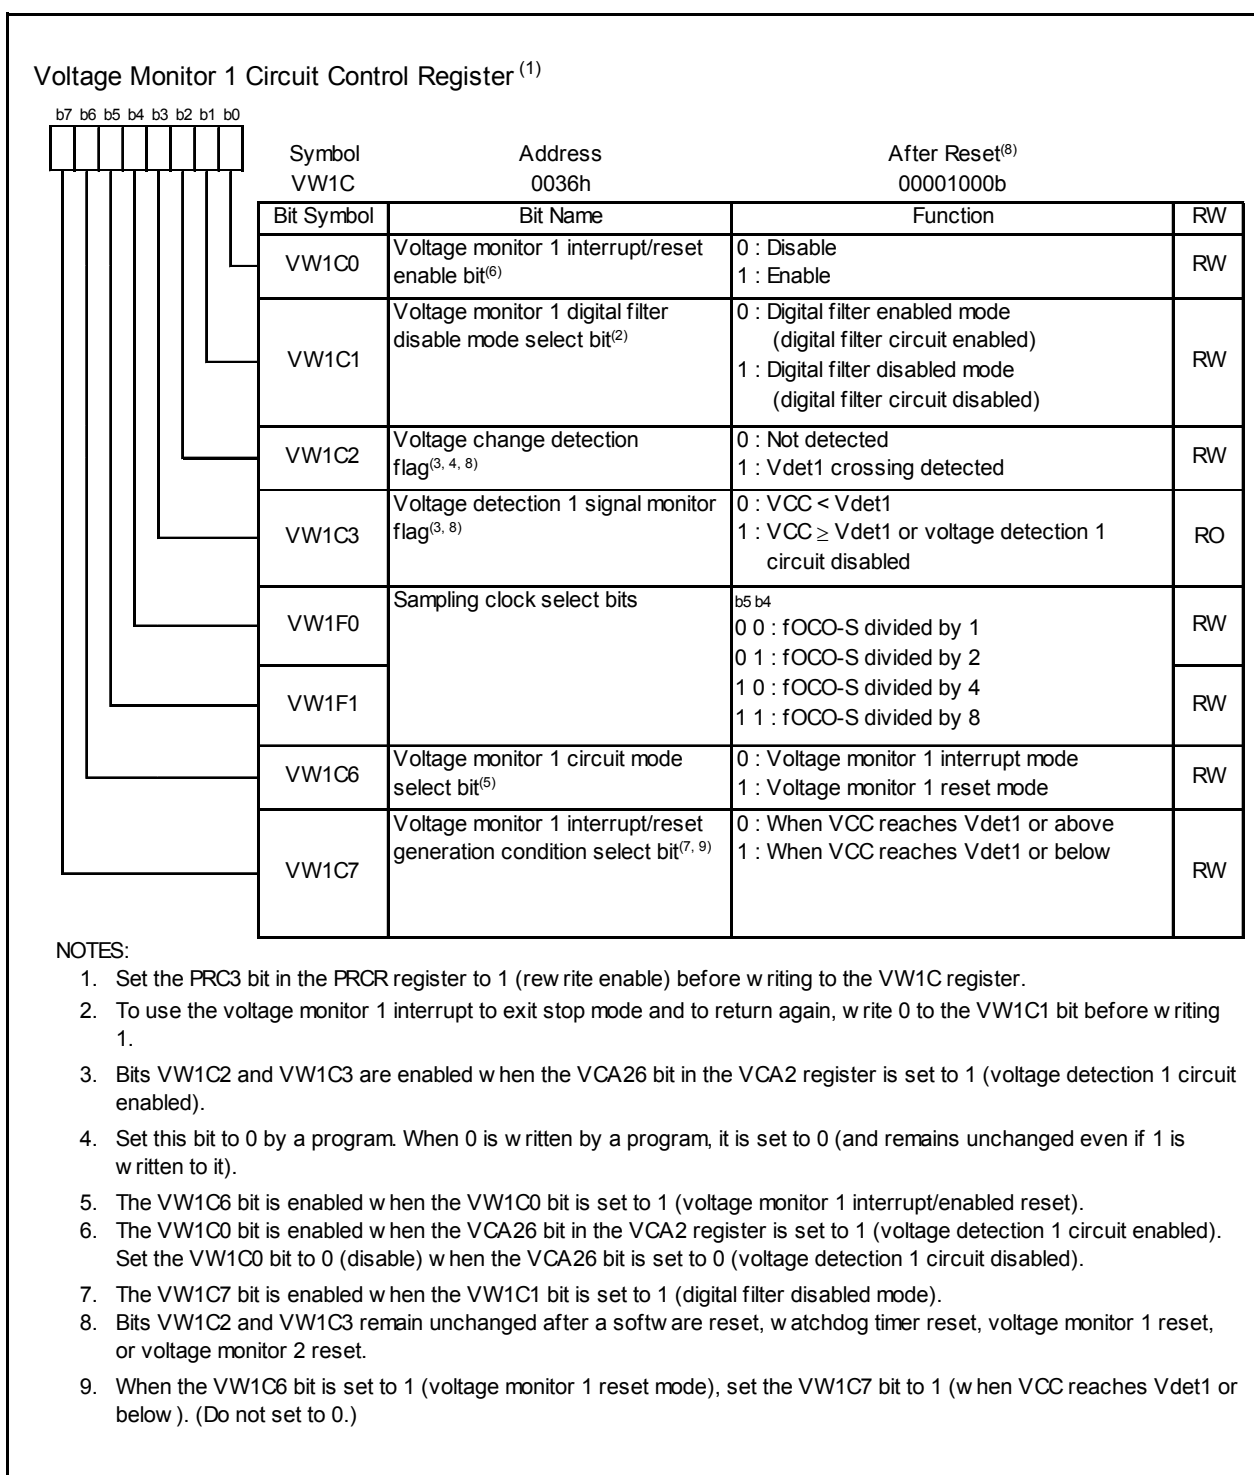 Voltage Monitor 1 Circuit Control Register (1)
b7 b6 b5 b4 b3 b2 b1 b0
Symbol Address After Reset(8)
VW1C 0036h 00001000b
Bit Symbol Bit Name Function RW
VW1C0 Voltage monitor 1 interrupt/reset enable bit(6) 0 : Disable
1 : Enable RW
VW1C1 Voltage monitor 1 digital filter
disable mode select bit(2)
0 : Digital filter enabled mode
(digital filter circuit enabled)
1 : Digital filter disabled mode
(digital filter circuit disabled)
RW
VW1C2
Voltage change detection
flag(3, 4, 8)
0 : Not detected
1 : Vdet1 crossing detected
RW
VW1C3
Voltage detection 1 signal monitor
flag(3, 8)
0 : VCC < Vdet1
1 : VCC ≥ Vdet1 or voltage detection 1
circuit disabled
RO
VW1F0
Sampling clock select bits
b5 b4
0 0 : fOCO-S divided by 1
0 1 : fOCO-S divided by 2
1 0 : fOCO-S divided by 4
1 1 : fOCO-S divided by 8
RW
VW1F1
RW
VW1C6
Voltage monitor 1 circuit mode
select bit(5)
0 : Voltage monitor 1 interrupt mode
1 : Voltage monitor 1 reset mode
RW
VW1C7
Voltage monitor 1 interrupt/reset
generation condition select bit(7, 9)
0 : When VCC reaches Vdet1 or above
1 : When VCC reaches Vdet1 or below
RW
NOTES:
1. Set the PRC3 bit in the PRCR register to 1 (rewrite enable) before writing to the VW1C register.
2. To use the voltage monitor 1 interrupt to exit stop mode and to return again, write 0 to the VW1C1 bit before writing
1.
3. Bits VW1C2 and VW1C3 are enabled when the VCA26 bit in the VCA2 register is set to 1 (voltage detection 1 circuit
enabled).
4. Set this bit to 0 by a program. When 0 is written by a program, it is set to 0 (and remains unchanged even if 1 is
written to it).
5. The VW1C6 bit is enabled when the VW1C0 bit is set to 1 (voltage monitor 1 interrupt/enabled reset).
6. The VW1C0 bit is enabled when the VCA26 bit in the VCA2 register is set to 1 (voltage detection 1 circuit enabled).
Set the VW1C0 bit to 0 (disable) when the VCA26 bit is set to 0 (voltage detection 1 circuit disabled).
7. The VW1C7 bit is enabled when the VW1C1 bit is set to 1 (digital filter disabled mode).
8. Bits VW1C2 and VW1C3 remain unchanged after a software reset, watchdog timer reset, voltage monitor 1 reset,
or voltage monitor 2 reset.
9. When the VW1C6 bit is set to 1 (voltage monitor 1 reset mode), set the VW1C7 bit to 1 (when VCC reaches Vdet1 or
below). (Do not set to 0.)